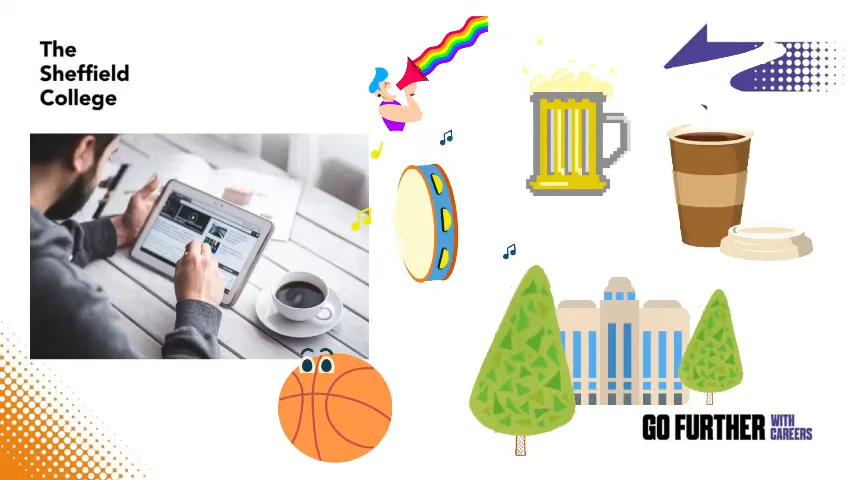 The
Sheffield
College
GO FURTHER WITH
CAREERS